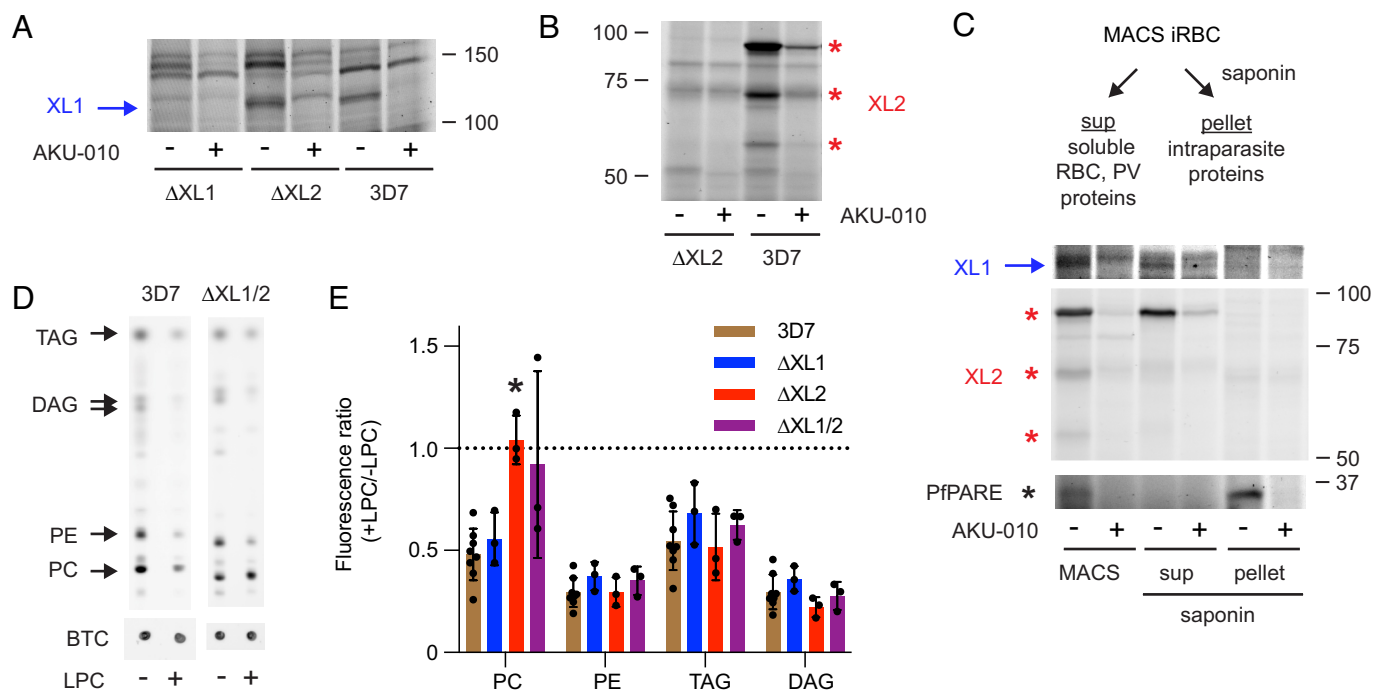 A
150
XL1
100
AKU-010
- + - + - +
ΔXL1 ΔXL2 3D7
B
100
75
XL2
50
- + - + AKU-010
ΔXL2 3D7
*
*
*
C
MACS iRBC
saponin
sup pellet
soluble intraparasite
RBC, PV proteins
proteins
XL1
100
*
75
XL2 *
*
50
37
PfPARE *
AKU-010 - + - + - +
MACS sup pellet
saponin
D
3D7 ΔXL1/2
TAG
DAG
PE
PC
BTC
LPC - + - +
E
Fluorescence ratio
(+LPC/-LPC)
1.5
1.0
0.5
0
*
3D7
ΔXL1
ΔXL2
ΔXL1/2
PC PE TAG DAG